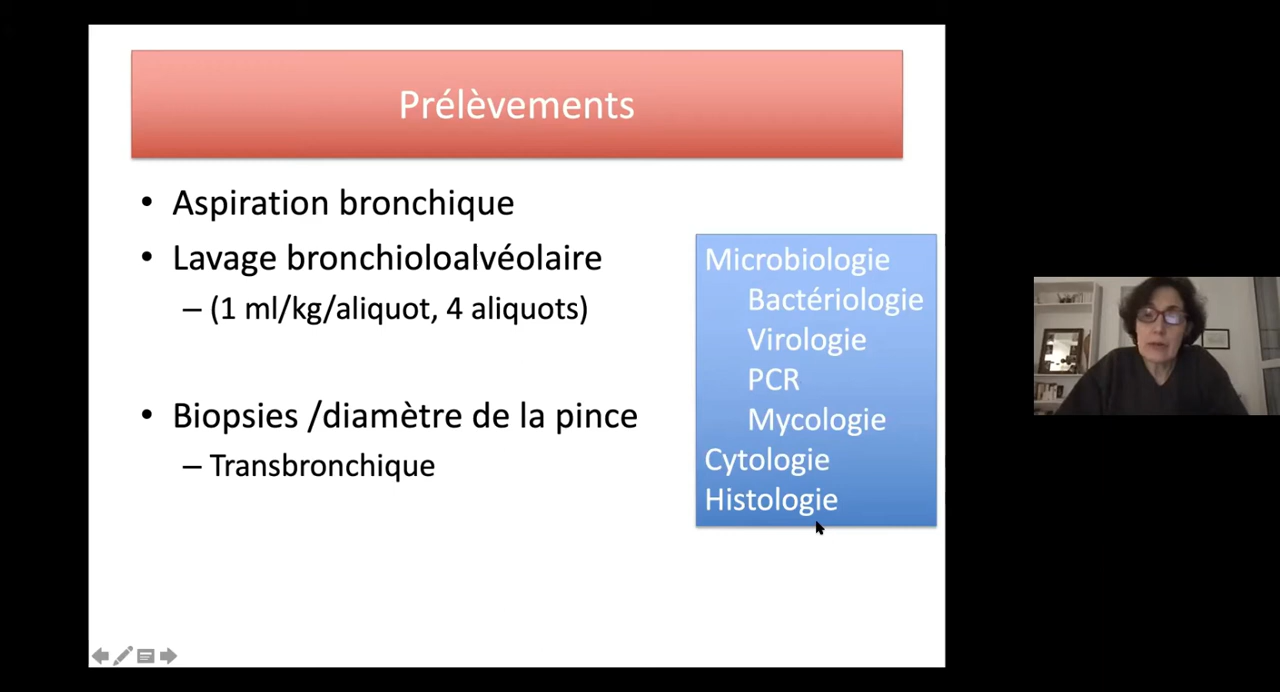 Prélèvements
• Aspiration bronchique
• Lavage bronchioloalvéolaire
– (1 ml/kg/aliquot, 4 aliquots)
• Biopsies /diamètre de la pince
– Transbronchique
Microbiologie
Bactériologie
Virologie
PCR
Mycologie
Cytologie
Histologie